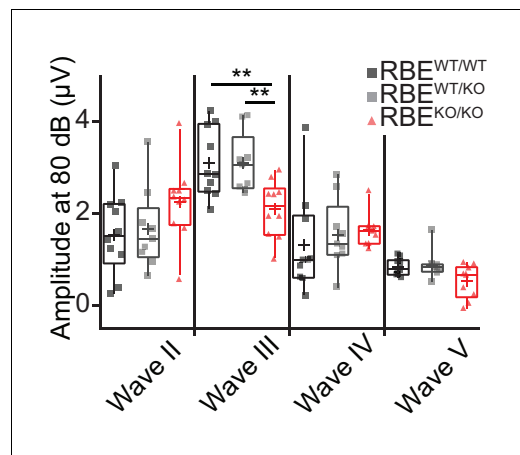 RBE^WT/WT
RBE^WT/KO
RBE^KO/KO
**
**
Amplitude at 80 dB (μV)
4
2
0
Wave II
Wave III
Wave IV
Wave V